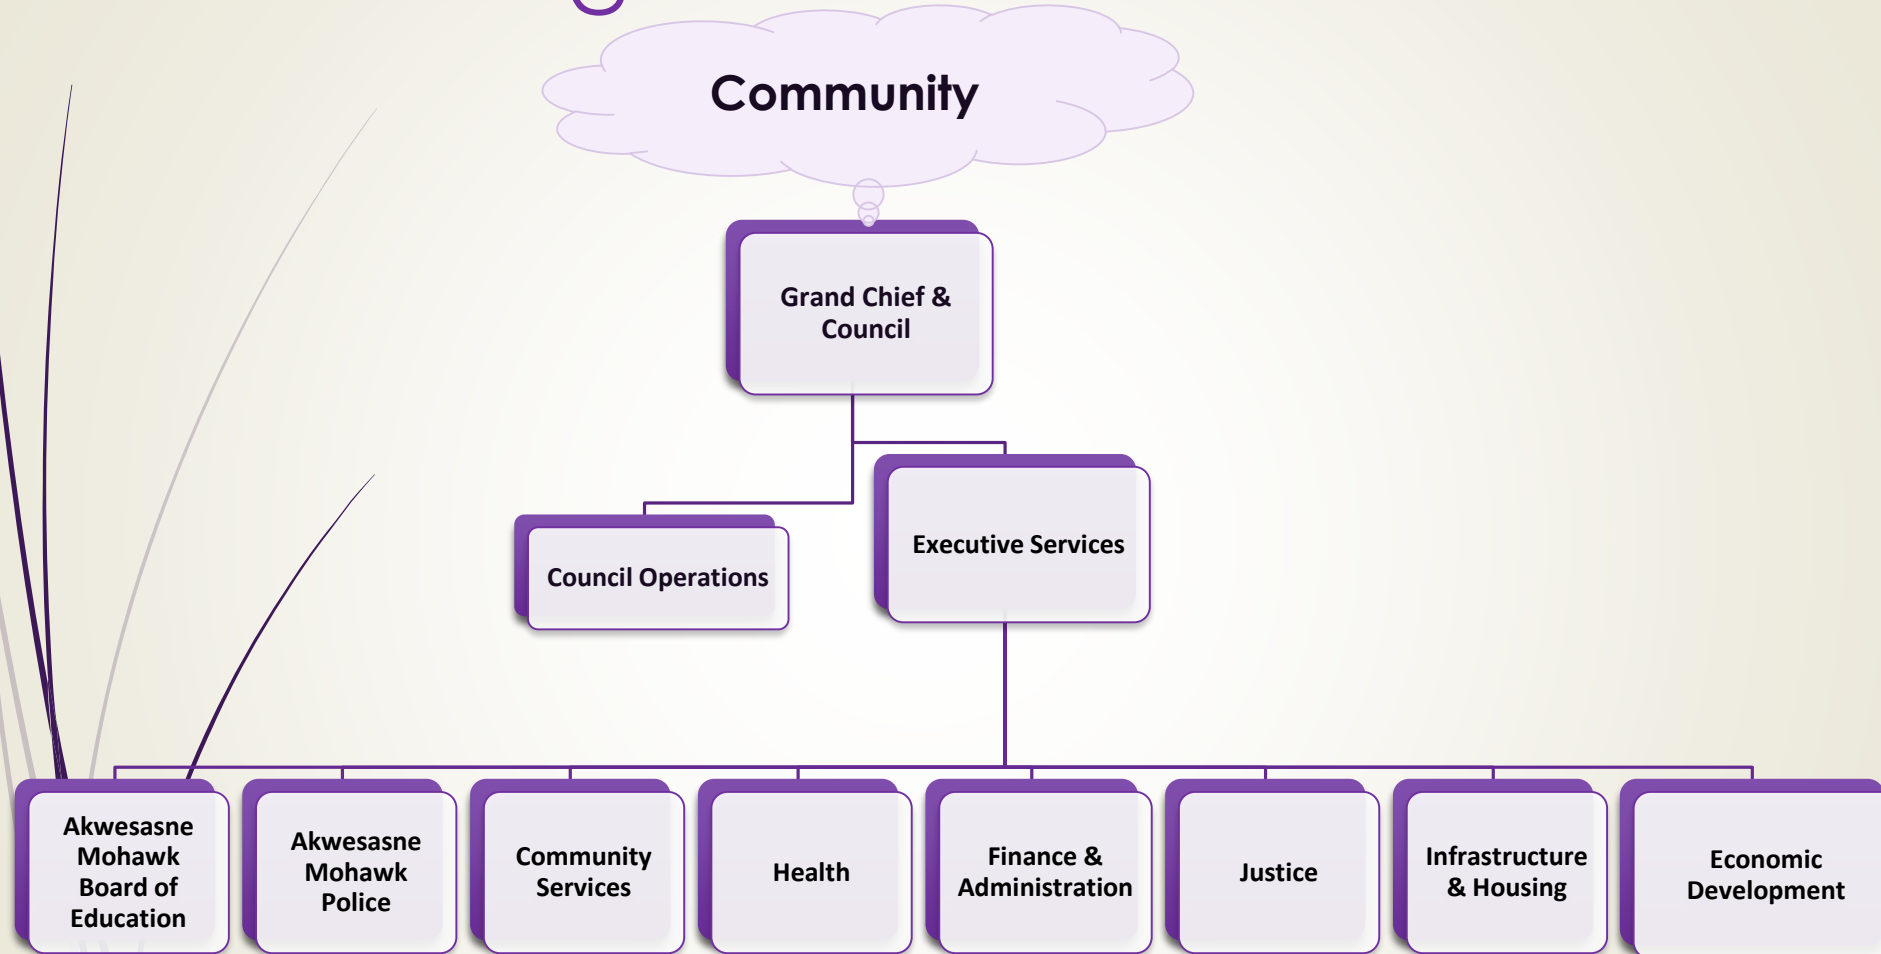 Community
Grand Chief &
Council
Executive Services
Council Operations
Akwesasne
Mohawk
Board of
Education
Akwesasne
Mohawk
Police
Community
Services
Health
Finance &
Administration
Justice
Infrastructure
& Housing
Economic
Development